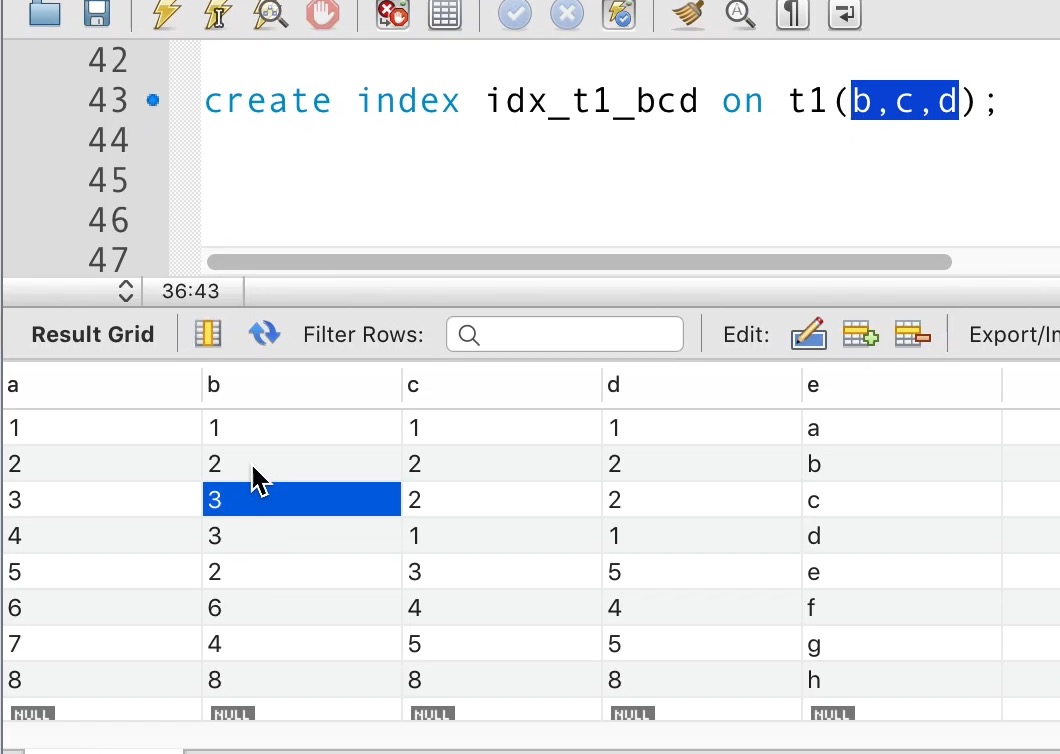 42
43 create index idx_t1_bcd on t1(b,c,d);
44
45
46
47
36:43
Result Grid Filter Rows: Edit: Export/In
a b c d e
1 1 1 1 a
2 2 2 2 b
3 3 2 2 c
4 3 1 1 d
5 2 3 5 e
6 6 4 4 f
7 4 5 5 g
8 8 8 8 h
NULL NULL NULL NULL NULL